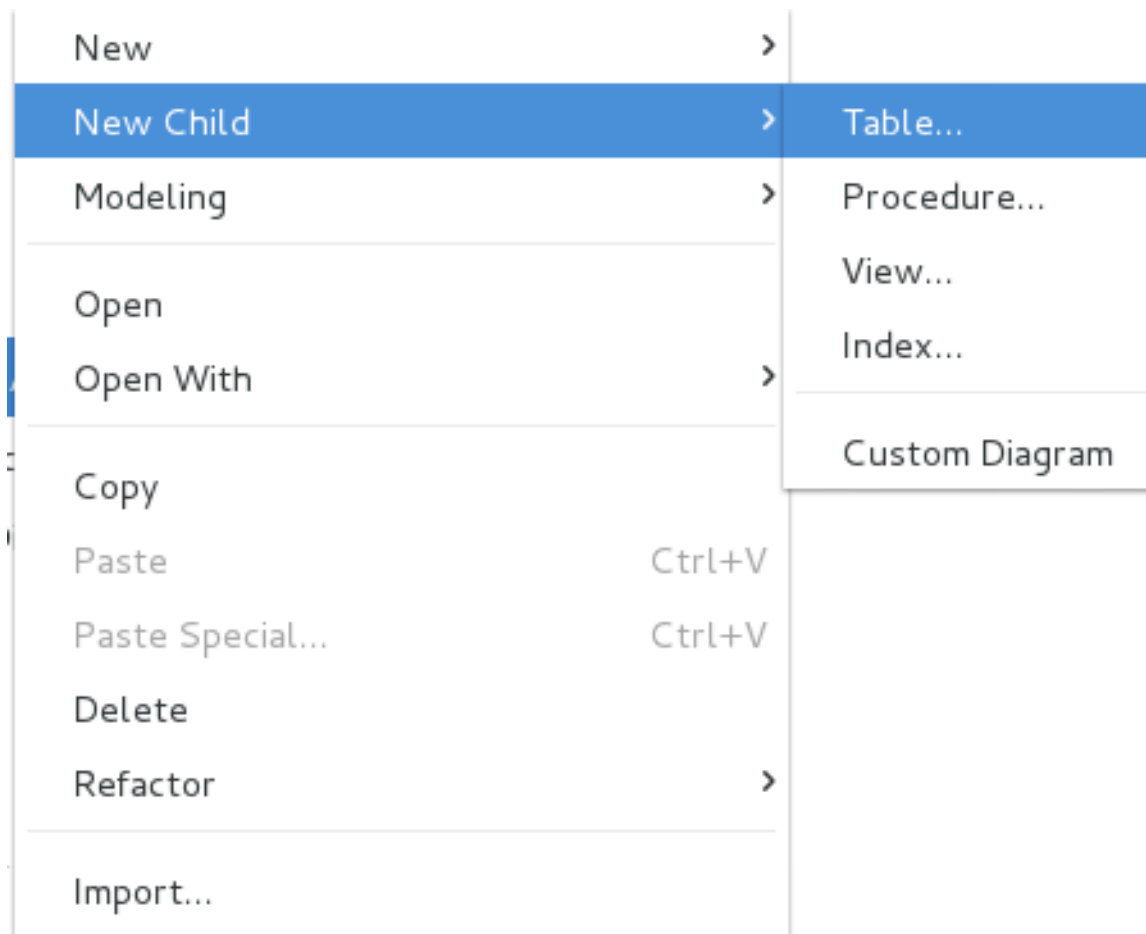 New
New Child
Modeling
Open
Open With
Copy
Paste Ctrl+V
Paste Special... Ctrl+V
Delete
Refactor
Import...
Table...
Procedure...
View...
Index...
Custom Diagram